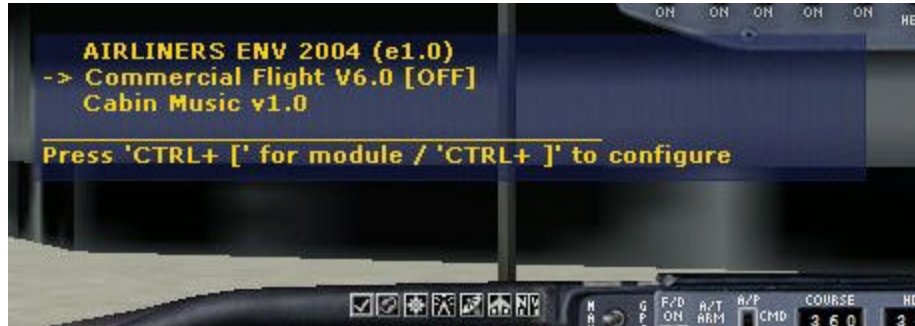 ON ON ON ON ON
AIRLINERS ENV 2004 (e1.0)
-> Commercial Flight V6.0 [OFF]
Cabin Music v1.0
Press 'CTRL+ [' for module / 'CTRL+ ]' to configure
F/D A/T A/P COURSE
ON ARM CMD 360